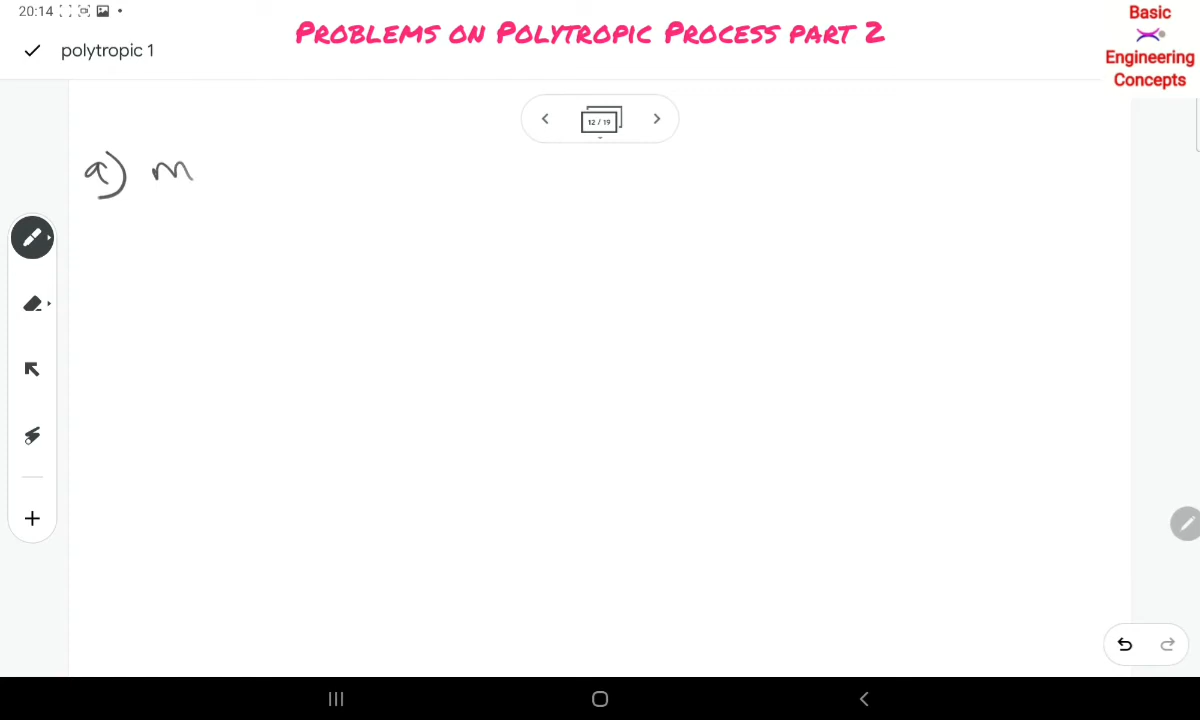 20:14
PROBLEMS ON POLYTROPIC PROCESS PART 2
Basic
Engineering
Concepts
polytropic 1
12 / 19
a) m